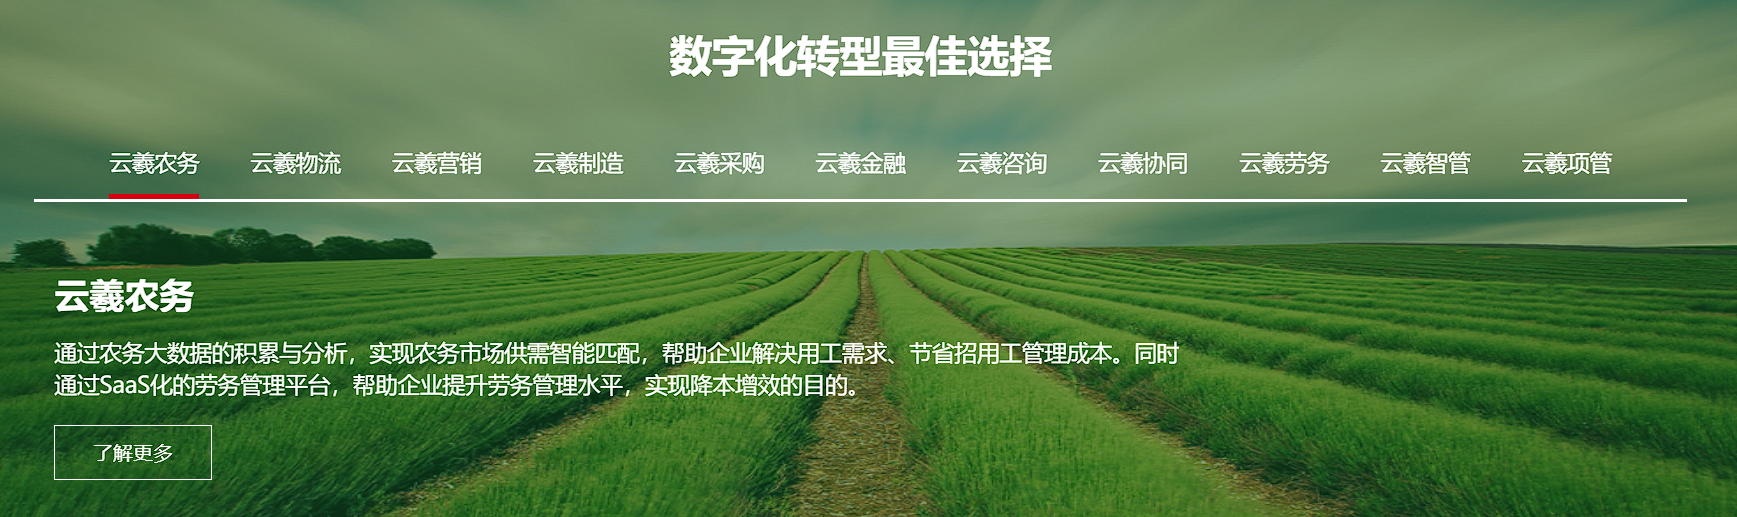 数字化转型最佳选择
云羲农务 云羲物流 云羲营销 云羲制造 云羲采购 云羲金融 云羲咨询 云羲协同 云羲劳务 云羲智管 云羲项管
云羲农务
通过农务大数据的积累与分析，实现农务市场供需智能匹配，帮助企业解决用工需求、节省招用工管理成本。同时
通过SaaS化的劳务管理平台，帮助企业提升劳务管理水平，实现降本增效的目的。
了解更多